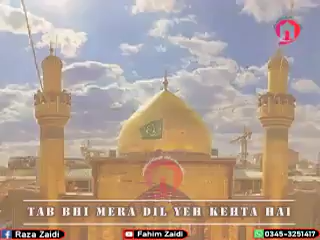 TAB BHI MERA DIL YEH KEHTA HAI
Raza Zaidi
Fahim Zaidi
0345-3251417